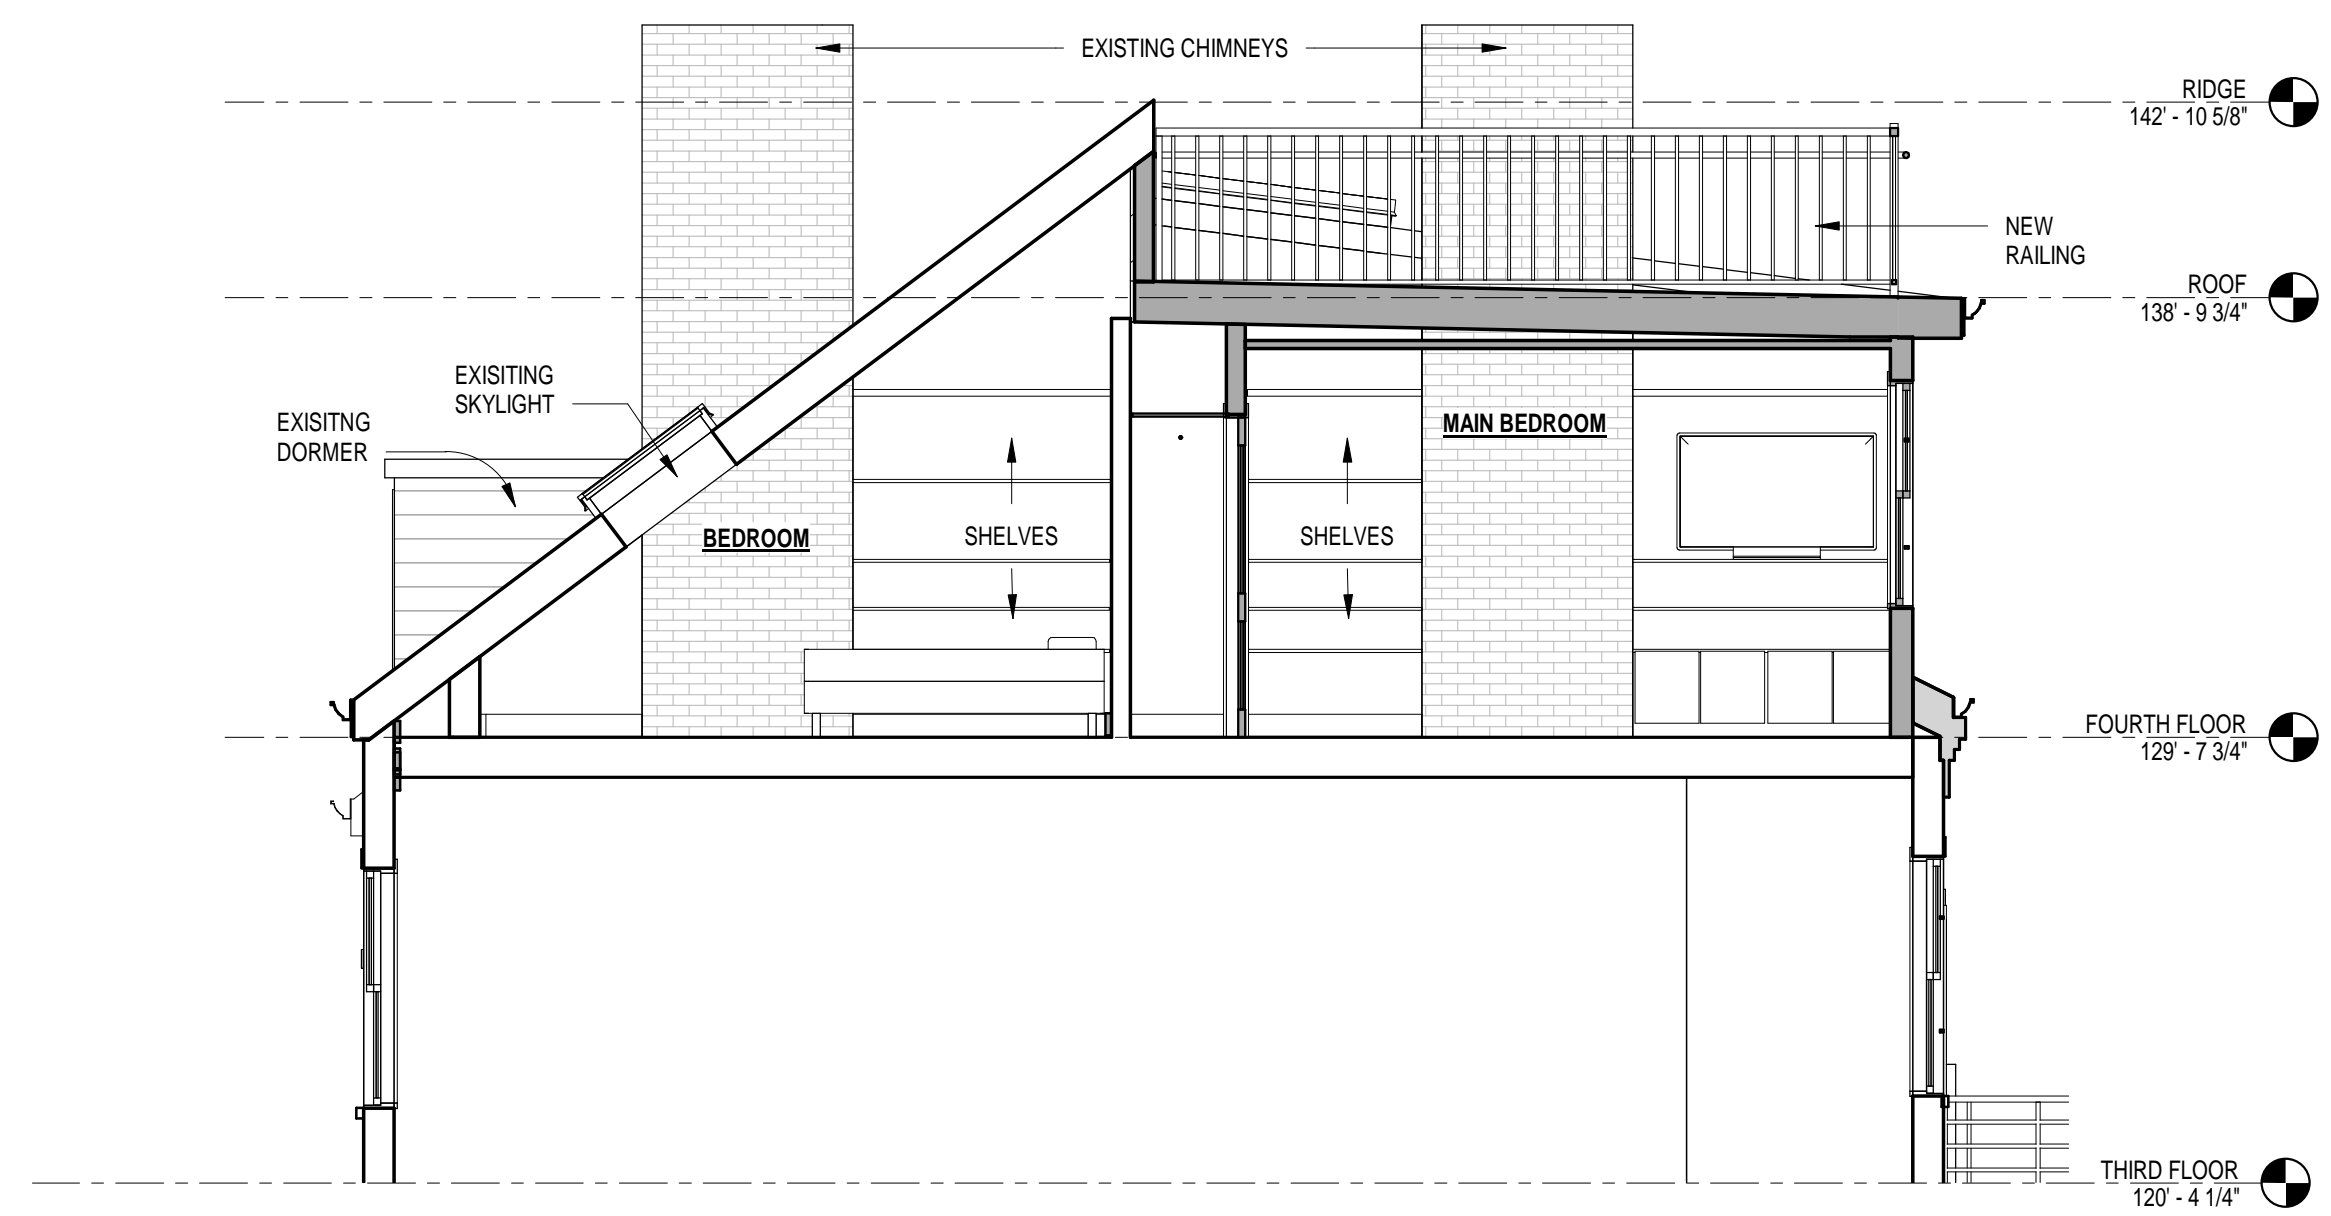 EXISTING CHIMNEYS
RIDGE
142' - 10 5/8"
NEW
RAILING
ROOF
138' - 9 3/4"
EXISITING
SKYLIGHT
EXISITNG
DORMER
MAIN BEDROOM
BEDROOM
SHELVES
SHELVES
FOURTH FLOOR
129' - 7 3/4"
THIRD FLOOR
120' - 4 1/4"